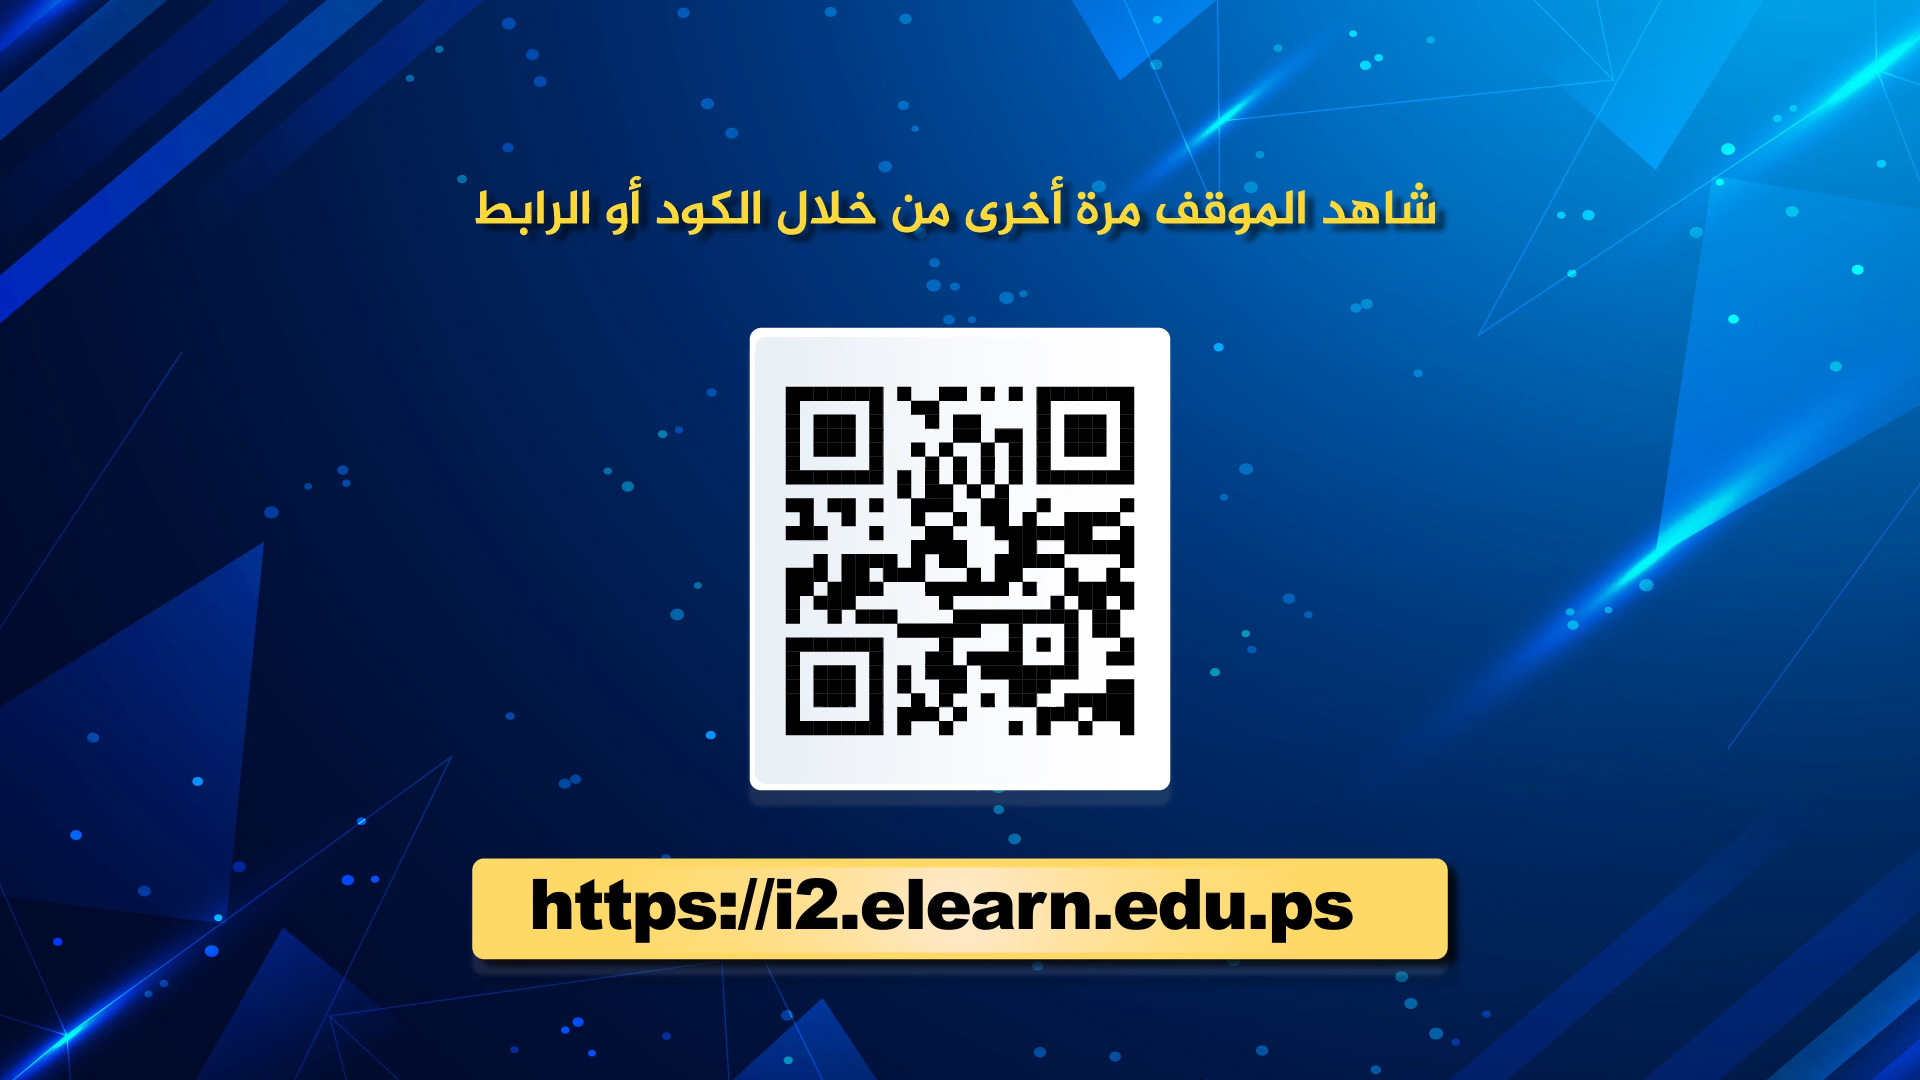 شاهد الموقف مرة أخرى من خلال الكود أو الرابط
https://i2.elearn.edu.ps